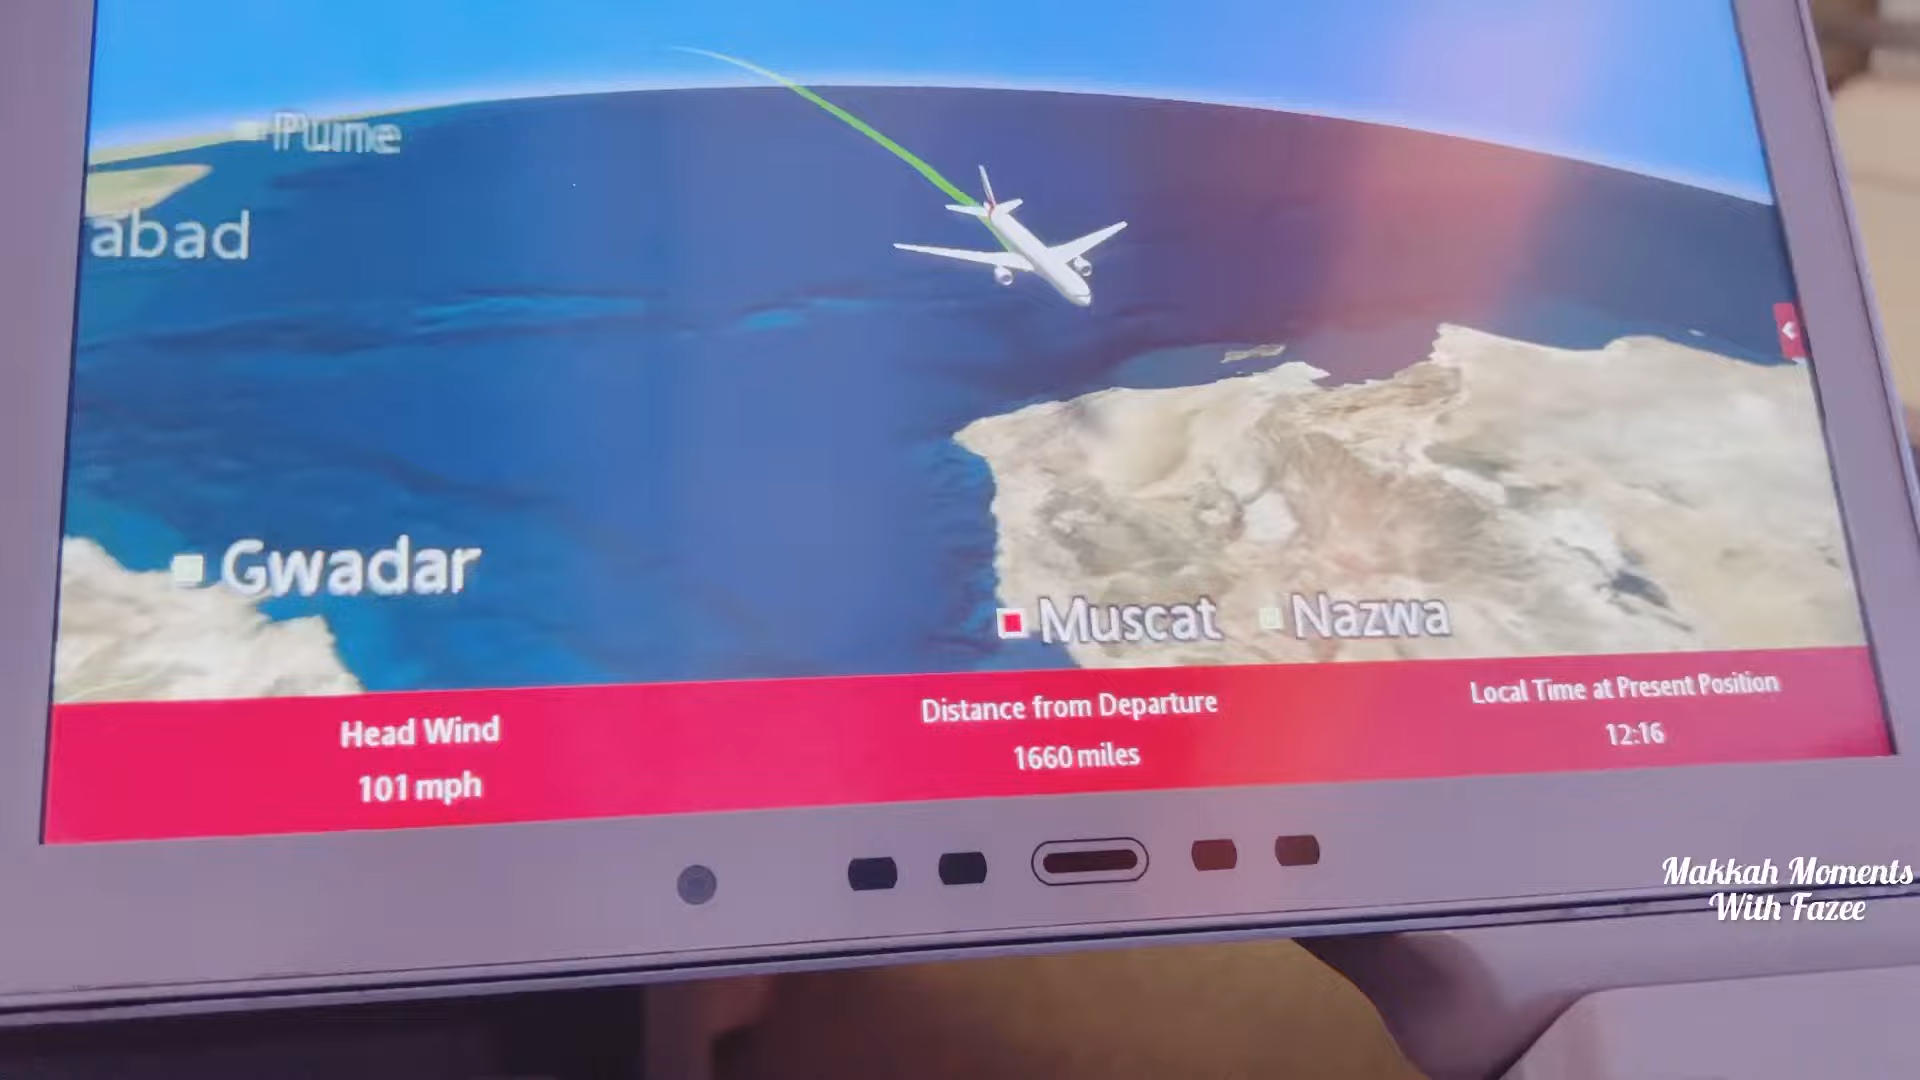 Pune
abad
Gwadar
Muscat
Nazwa
Head Wind
101 mph
Distance from Departure
1660 miles
Local Time at Present Position
12:16
Makkah Moments
With Fazee